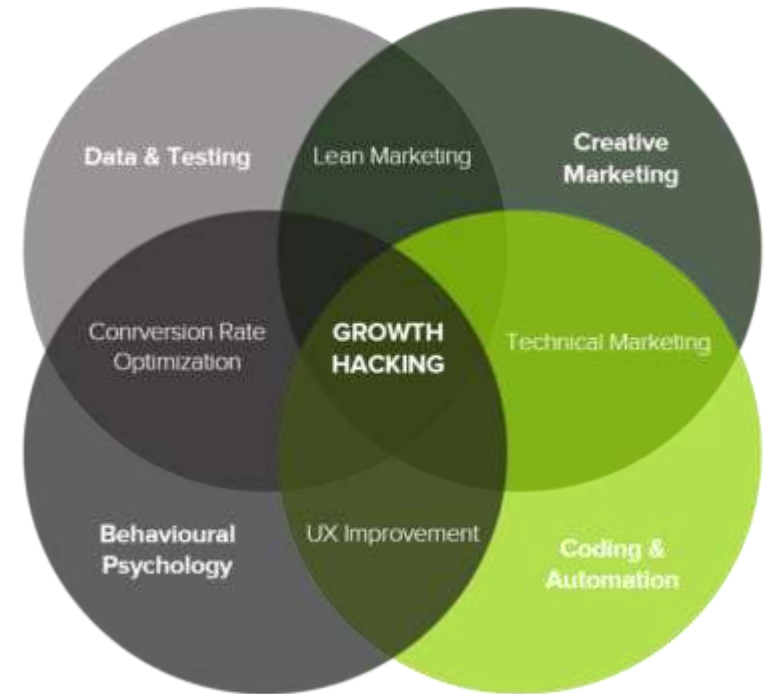 Data & Testing
Lean Marketing
Creative
Marketing
Conrversion Rate
Optimization
GROWTH
HACKING
Technical Marketing
Behavioural
Psychology
UX Improvement
Coding &
Automation